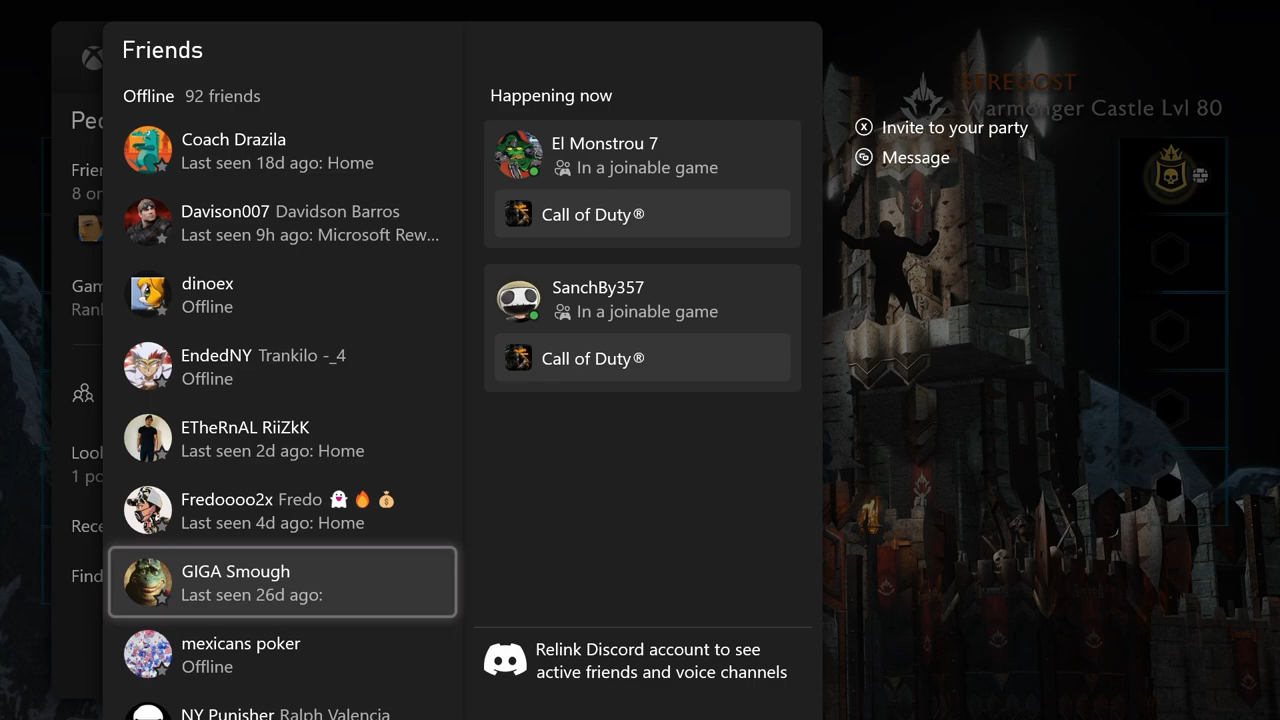 Friends
Offline 92 friends
Coach Drazila
Last seen 18d ago: Home
Davison007 Davidson Barros
Last seen 9h ago: Microsoft Rew...
dinoex
Offline
EndedNY Trankilo -_4
Offline
ETheRnAL RiiZkK
Last seen 2d ago: Home
Fredoooo2x Fredo 👻 🔥 💰
Last seen 4d ago: Home
GIGA Smough
Last seen 26d ago:
mexicans poker
Offline
NY Punisher Ralph Valencia
Happening now
El Monstrou 7
In a joinable game
Call of Duty®
SanchBy357
In a joinable game
Call of Duty®
Relink Discord account to see
active friends and voice channels
SEREGOST
Warmonger Castle Lvl 80
Invite to your party
Message